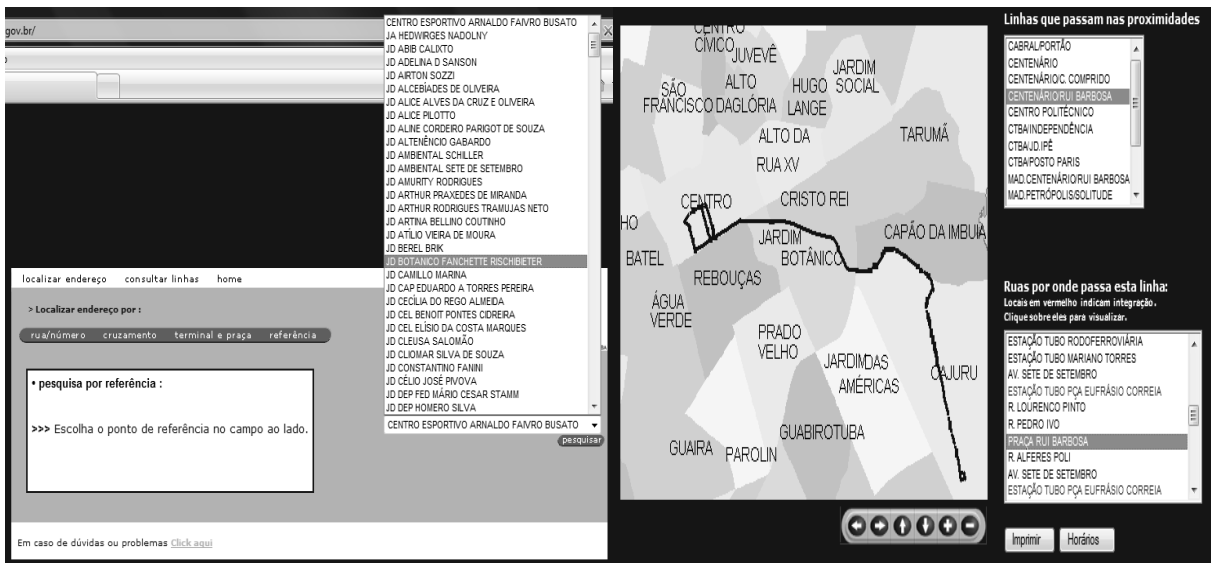 gov.br/
CENTRO ESPORTIVO ARNALDO FAIVRO BUSATO
JA HEDWIRGES NADOLNY
JD ABIB CALIXTO
JD ADELINA D SANSON
JD AIRTON SOZZI
JD ALCEBÍADES DE OLIVEIRA
JD ALICE ALVES DA CRUZ E OLIVEIRA
JD ALICE PILOTTO
JD ALINE CORDERO PARIGOT DE SOUZA
JD ALTENÊNCIO GABARDO
JD AMBIENTAL SCHILLER
JD AMBIENTAL SETE DE SETEMBRO
JD AMURITY RODRIGUES
JD ARTHUR PRAXEDES DE MIRANDA
JD ARTHUR RODRIGUES TRAMUJAS NETO
JD ARTINA BELLINO COUTINHO
JD ATÍLIO VIEIRA DE MOURA
JD BEREL BRIK
JD BOTANICO FANCHETTE RISCHBIETER
JD CAMILLO MARINA
JD CAP EDUARDO A TORRES PEREIRA
JD CECÍLIA DO REGO ALMEIDA
JD CEL BENOIT PONTES CIDREIRA
JD CEL ELÍSIO DA COSTA MARQUES
JD CLEUSA SALOMÃO
JD CLIOMAR SILVA DE SOUZA
JD CONSTANTINO FANINI
JD CÉLIO JOSÉ PIVOVA
JD DEP FED MÁRIO CESAR STAMM
JD DEP HOMERO SILVA
CENTRO ESPORTIVO ARNALDO FAIVRO BUSATO
pesquisar
localizar endereço consultar linhas home
> Localizar endereço por :
rua/número cruzamento terminal e praça referência
• pesquisa por referência :
>>> Escolha o ponto de referência no campo ao lado.
Em caso de dúvidas ou problemas Click aqui
CENTRO
CÍVICO
JUVEVÊ
JARDIM
SOCIAL
SÃO
FRANCISCO
ALTO
DAGLÓRIA
HUGO
LANGE
ALTO DA
RUA XV
TARUMÃ
CENTRO
CRISTO REI
HO
JARDIM
BOTÂNICO
CAPÃO DA IMBUIA
BATEL
REBOUÇAS
ÁGUA
VERDE
PRADO
VELHO
JARDIMDAS
AMÉRICAS
CAJURU
GUABIROTUBA
GUAIRA
PAROLIN
Linhas que passam nas proximidades
CABRAL/PORTÃO
CENTENÁRIO
CENTENÁRIO/C. COMPRIDO
CENTENÁRIO/RUI BARBOSA
CENTRO POLITÉCNICO
CTBA/INDEPENDÊNCIA
CTBA/JD.IPÊ
CTBA/POSTO PARIS
MAD.CENTENÁRIO/RUI BARBOSA
MAD.PETRÓPOLIS/SOLITUDE
Ruas por onde passa esta linha:
Locais em vermelho indicam integração.
Clique sobre eles para visualizar.
ESTAÇÃO TUBO RODOFERROVIÁRIA
ESTAÇÃO TUBO MARIANO TORRES
AV. SETE DE SETEMBRO
ESTAÇÃO TUBO PÇA EUFRÁSIO CORREIA
R. LOURENCO PINTO
R. PEDRO IVO
PRAÇA RUI BARBOSA
R. ALFERES POLI
AV. SETE DE SETEMBRO
ESTAÇÃO TUBO PÇA EUFRÁSIO CORREIA
Imprimir Horários